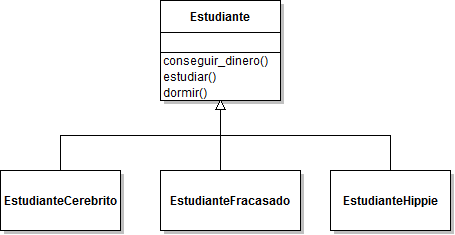 Estudiante
conseguir_dinero()
estudiar()
dormir()
EstudianteCerebrito
EstudianteFracasado
EstudianteHippie